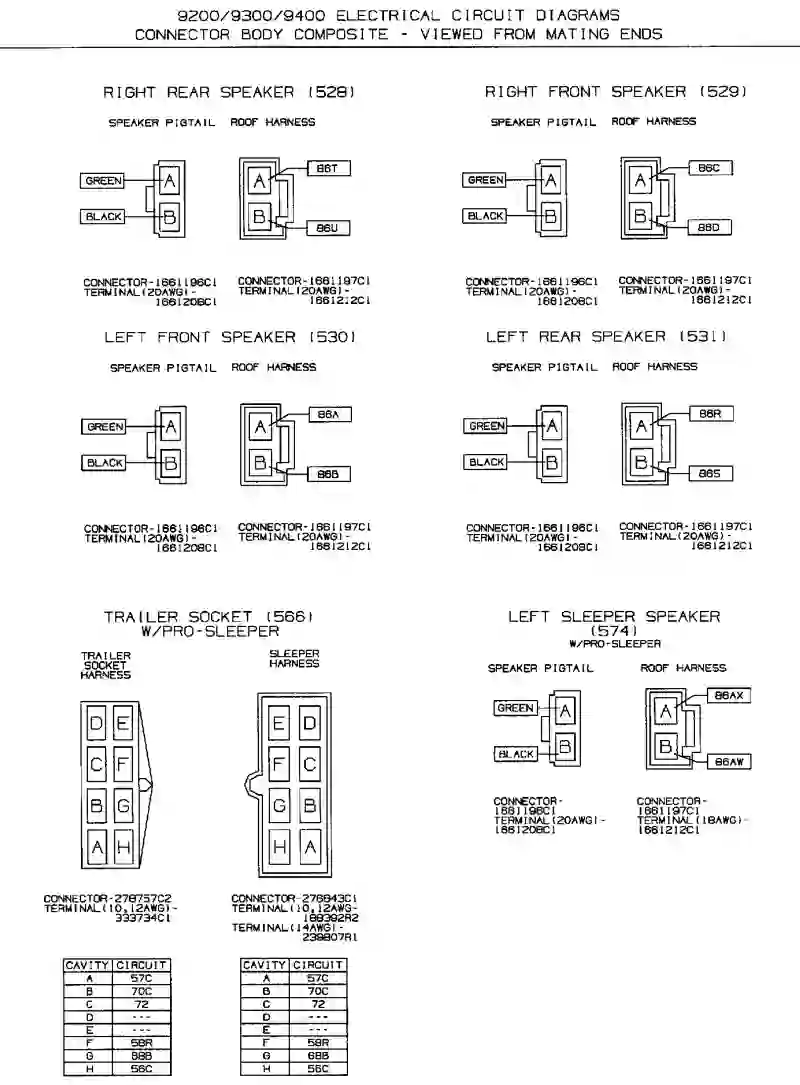 9200/9300/9400 ELECTRICAL CIRCUIT DIAGRAMS
CONNECTOR BODY COMPOSITE - VIEWED FROM MATING ENDS
RIGHT REAR SPEAKER (528)
SPEAKER PIGTAIL ROOF HARNESS
GREEN A A 86T
BLACK B B 86U
CONNECTOR-1661196C1 CONNECTOR-1661197C1
TERMINAL(20AWG)- TERMINAL(20AWG)-
1661208C1 1661212C1
RIGHT FRONT SPEAKER (529)
SPEAKER PIGTAIL ROOF HARNESS
GREEN A A 86C
BLACK B B 86D
CONNECTOR-1661196C1 CONNECTOR-1661197C1
TERMINAL(20AWG)- TERMINAL(20AWG)-
1661208C1 1661212C1
LEFT FRONT SPEAKER (530)
SPEAKER PIGTAIL ROOF HARNESS
GREEN A A 86A
BLACK B B 86B
CONNECTOR-1661196C1 CONNECTOR-1661197C1
TERMINAL(20AWG)- TERMINAL(20AWG)-
1661208C1 1661212C1
LEFT REAR SPEAKER (531)
SPEAKER PIGTAIL ROOF HARNESS
GREEN A A 86R
BLACK B B 86S
CONNECTOR-1661196C1 CONNECTOR-1661197C1
TERMINAL(20AWG)- TERMINAL(20AWG)-
1661208C1 1661212C1
TRAILER SOCKET (566)
W/PRO-SLEEPER
TRAILER
SOCKET
HARNESS
SLEEPER
HARNESS
D E E D
C F F C
B G G B
A H H A
CONNECTOR-278757C2
TERMINAL(10,12AWG)-
333734C1
CONNECTOR-276843C1
TERMINAL(10,12AWG-
188392R2
TERMINAL(14AWG)-
239807R1
CAVITY CIRCUIT
A 57C
B 70C
C 72
D ---
E ---
F 58R
G 88B
H 56C
CAVITY CIRCUIT
A 57C
B 70C
C 72
D ---
E ---
F 58R
G 68B
H 56C
LEFT SLEEPER SPEAKER
(574)
W/PRO-SLEEPER
SPEAKER PIGTAIL ROOF HARNESS
GREEN A A 86AX
BLACK B B 86AW
CONNECTOR-
1661196C1
TERMINAL(20AWG)-
1661208C1
CONNECTOR-
1661197C1
TERMINAL(18AWG)-
1661212C1